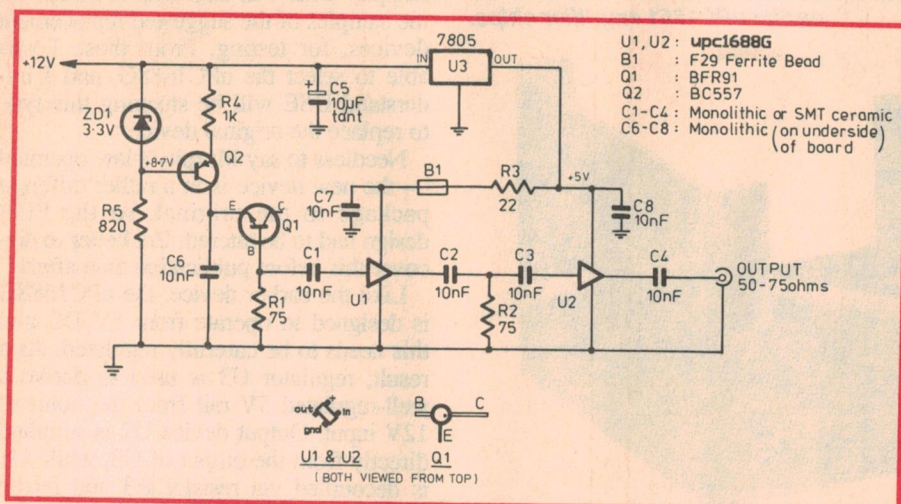 +12V
ZD1
3·3V
+8·7V
R5
820
R4
1k
Q2
C5
10µF
tant
7805
IN
OUT
U3
U1, U2 : upc1688G
B1 : F29 Ferrite Bead
Q1 : BFR91
Q2 : BC557
C1-C4 : Monolithic or SMT ceramic
C6-C8 : Monolithic (on underside
of board)
B1
R3
22
+5V
C7
10nF
C8
10nF
E
C
Q1
B
C6
10nF
C1
10nF
U1
C2
10nF
C3
10nF
U2
C4
10nF
OUTPUT
50-75ohms
R1
75
R2
75
out
in
gnd
U1 & U2
B
C
E
Q1
(BOTH VIEWED FROM TOP)